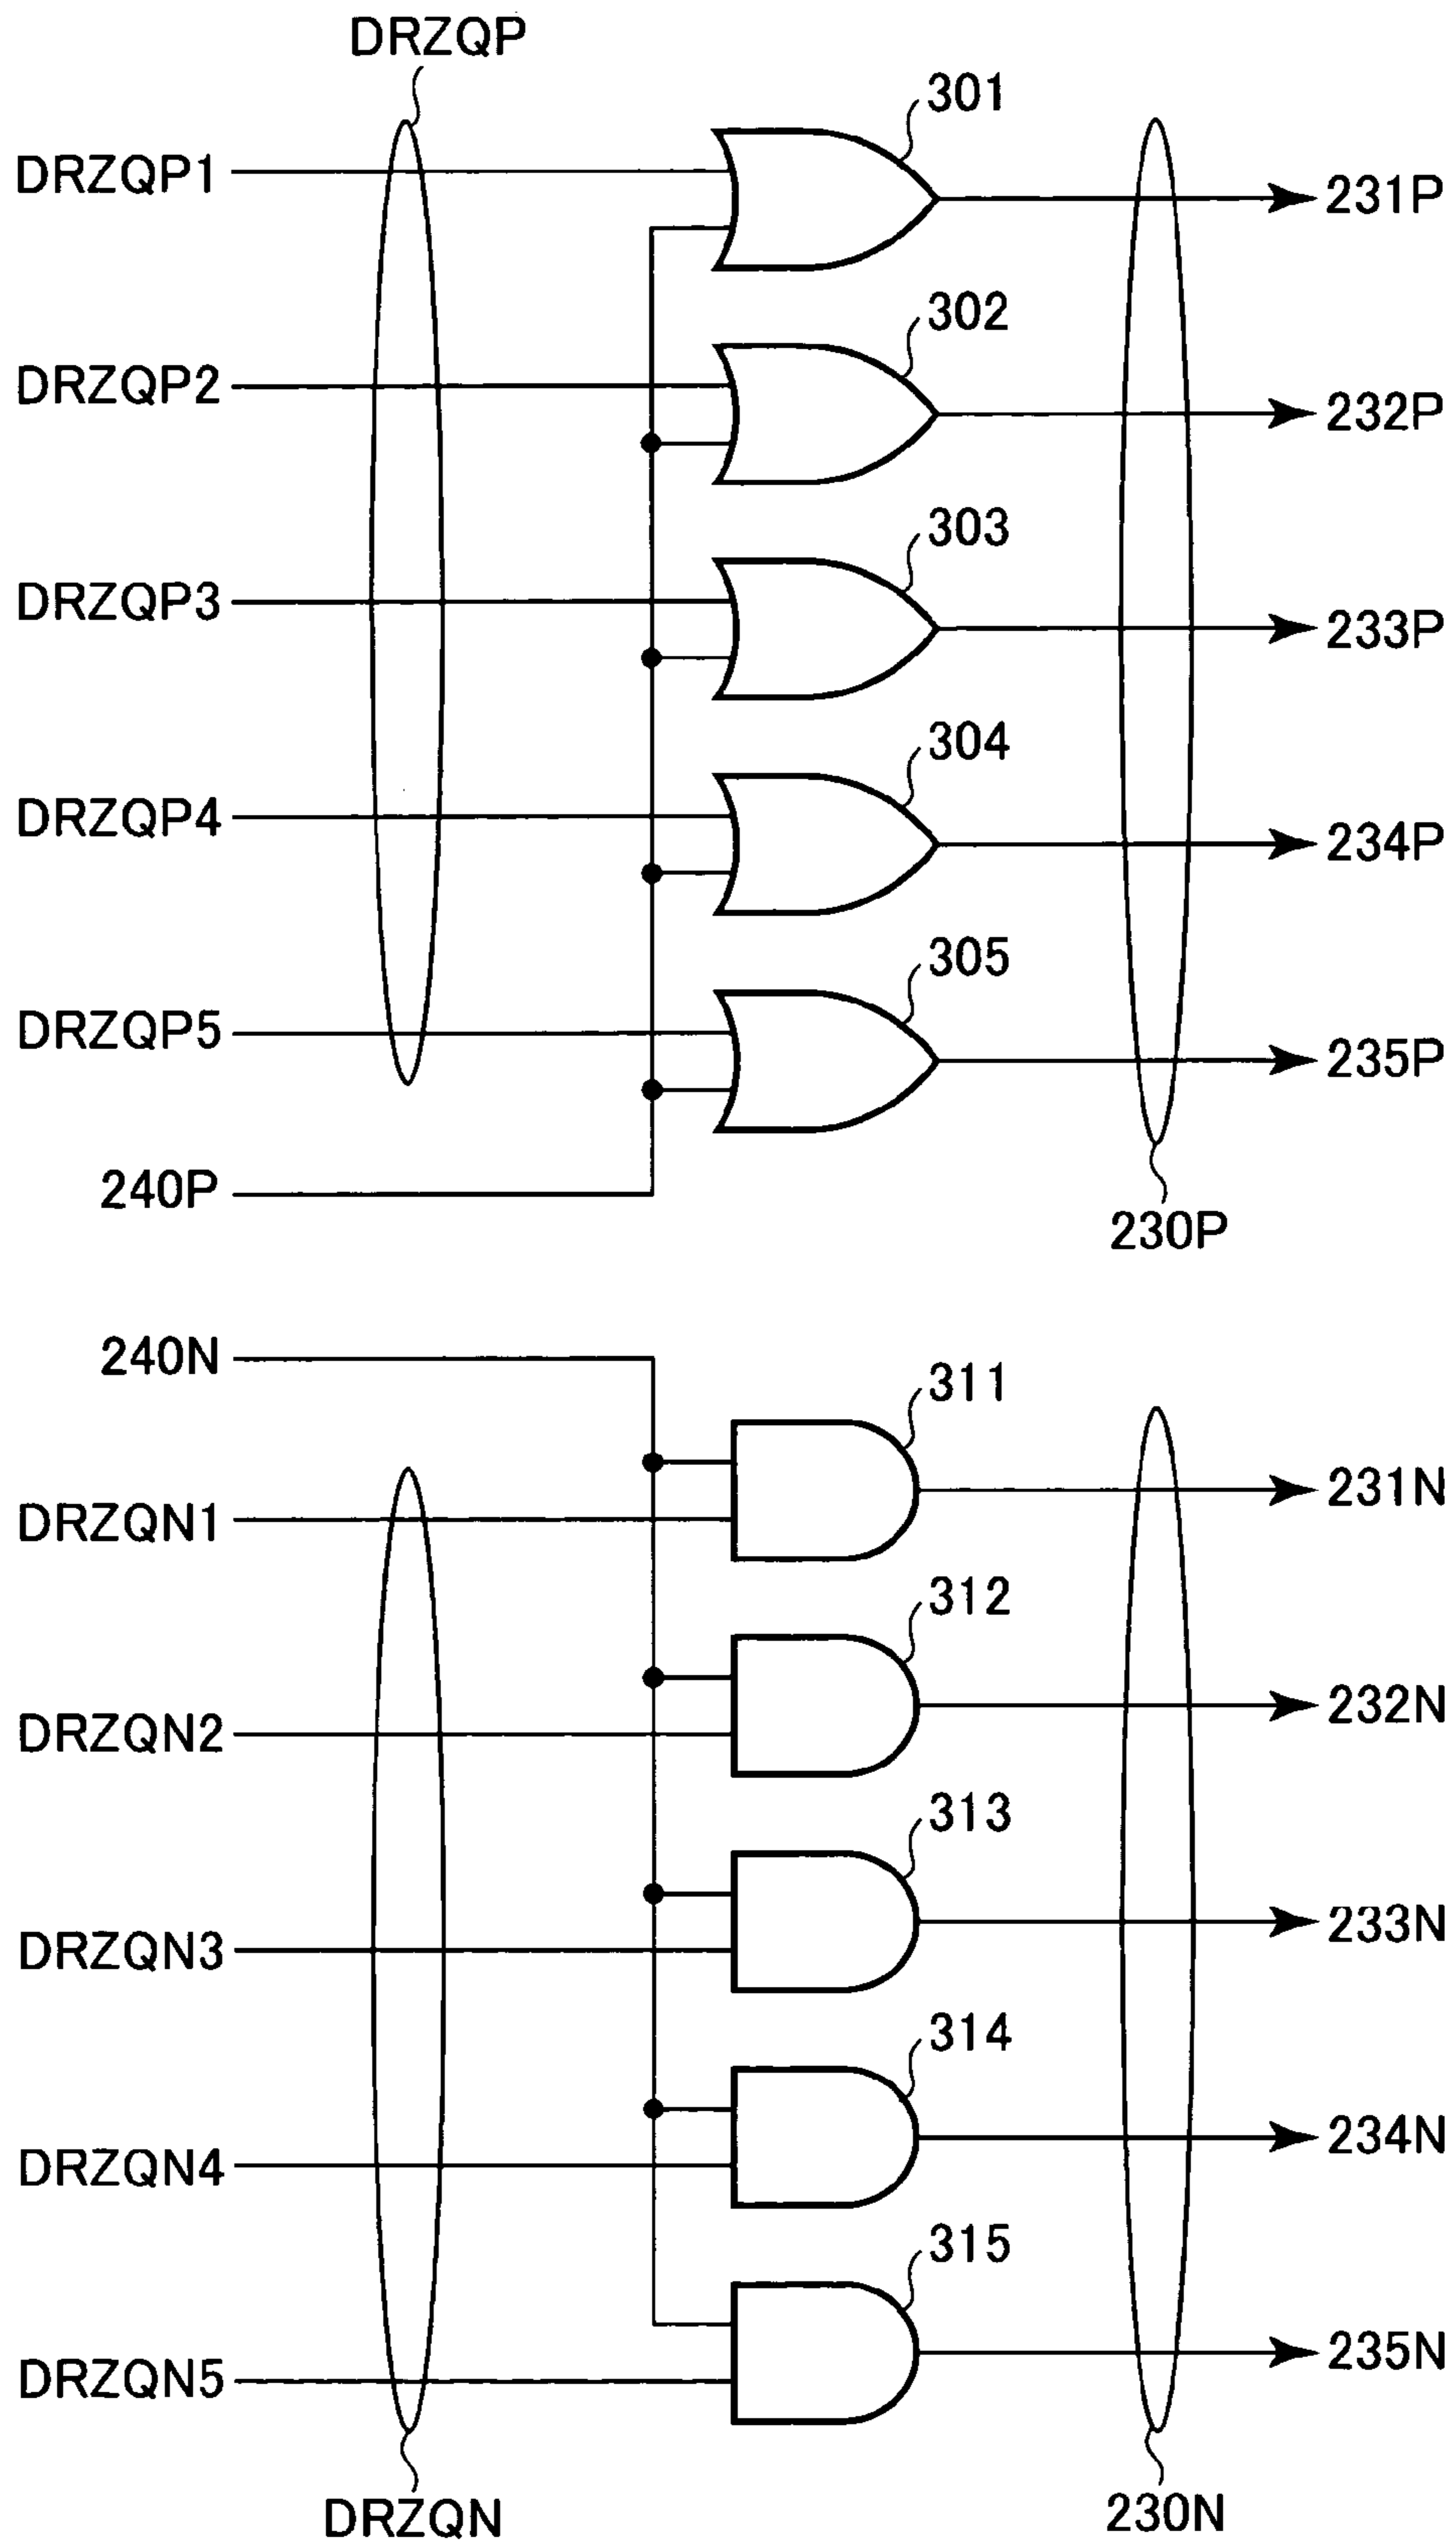 DRZQP
301
DRZQP1
231P
302
DRZQP2
232P
303
DRZQP3
233P
304
DRZQP4
234P
305
DRZQP5
235P
240P
230P
240N
311
DRZQN1
231N
312
DRZQN2
232N
313
DRZQN3
233N
314
DRZQN4
234N
315
DRZQN5
235N
DRZQN
230N